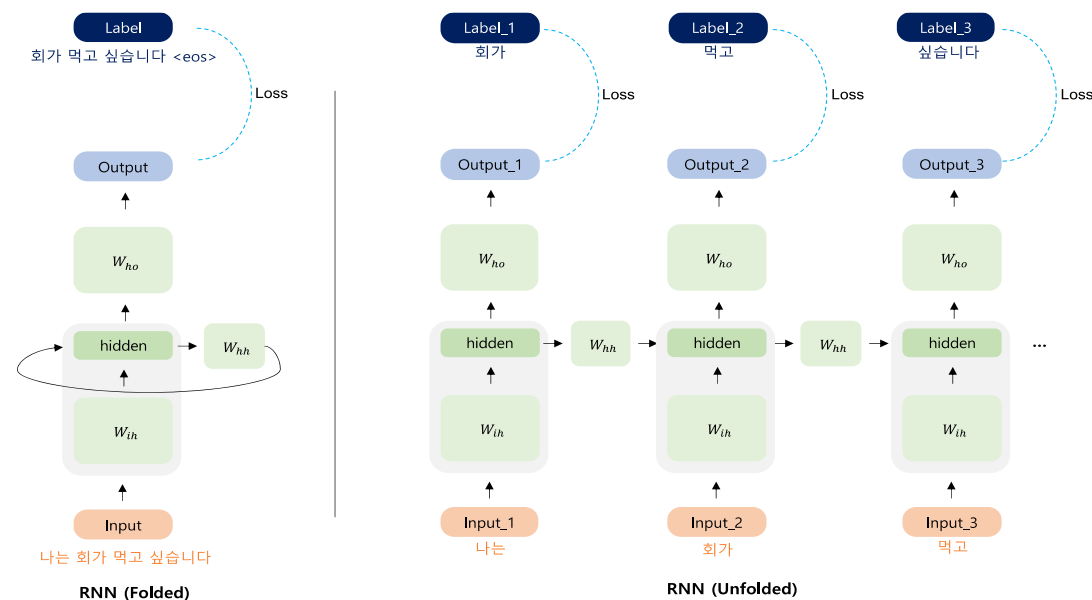 Label
회가 먹고 싶습니다 <eos>
Loss
Output
W_ho
hidden
W_hh
W_ih
Input
나는 회가 먹고 싶습니다
RNN (Folded)
Label_1
회가
Label_2
먹고
Label_3
싶습니다
Loss
Loss
Loss
Output_1
Output_2
Output_3
W_ho
W_ho
W_ho
hidden
W_hh
hidden
W_hh
hidden
...
W_ih
W_ih
W_ih
Input_1
나는
Input_2
회가
Input_3
먹고
RNN (Unfolded)